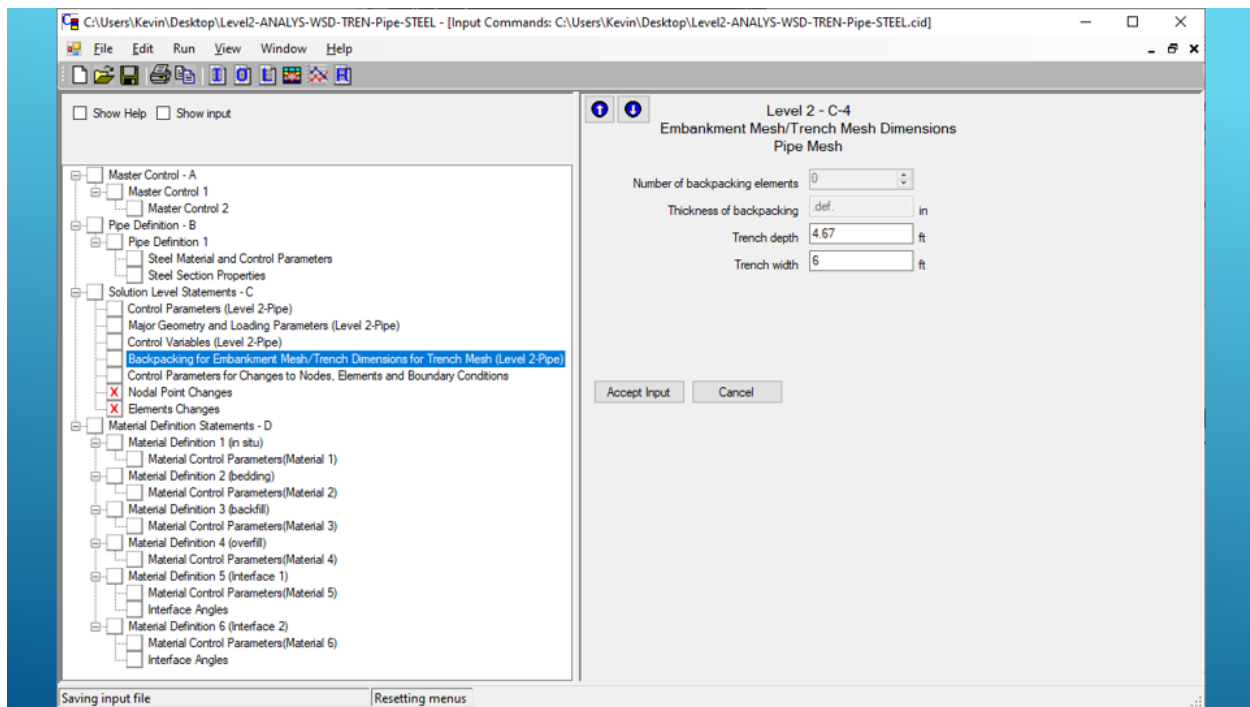 C:\Users\Kevin\Desktop\Level2-ANALYS-WSD-TREN-Pipe-STEEL - [Input Commands: C:\Users\Kevin\Desktop\Level2-ANALYS-WSD-TREN-Pipe-STEEL.cid]
File Edit Run View Window Help
Show Help Show input
Master Control - A
Master Control 1
Master Control 2
Pipe Definition - B
Pipe Definition 1
Steel Material and Control Parameters
Steel Section Properties
Solution Level Statements - C
Control Parameters (Level 2-Pipe)
Major Geometry and Loading Parameters (Level 2-Pipe)
Control Variables (Level 2-Pipe)
Backpacking for Embankment Mesh/Trench Dimensions for Trench Mesh (Level 2-Pipe)
Control Parameters for Changes to Nodes, Elements and Boundary Conditions
X Nodal Point Changes
X Elements Changes
Material Definition Statements - D
Material Definition 1 (in situ)
Material Control Parameters(Material 1)
Material Definition 2 (bedding)
Material Control Parameters(Material 2)
Material Definition 3 (backfill)
Material Control Parameters(Material 3)
Material Definition 4 (overfill)
Material Control Parameters(Material 4)
Material Definition 5 (Interface 1)
Material Control Parameters(Material 5)
Interface Angles
Material Definition 6 (Interface 2)
Material Control Parameters(Material 6)
Interface Angles
Level 2 - C-4
Embankment Mesh/Trench Mesh Dimensions
Pipe Mesh
Number of backpacking elements 0
Thickness of backpacking .def. in
Trench depth 4.67 ft
Trench width 6 ft
Accept Input Cancel
Saving input file Resetting menus